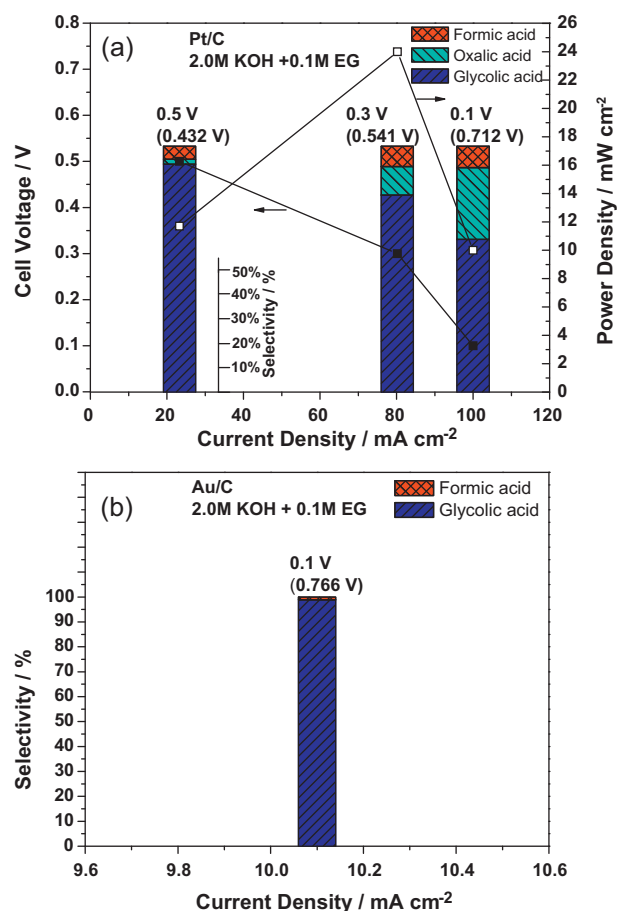 (a)
Pt/C
2.0M KOH +0.1M EG
Formic acid
Oxalic acid
Glycolic acid
0.5 V
(0.432 V)
0.3 V
(0.541 V)
0.1 V
(0.712 V)
Cell Voltage / V
0.8
0.7
0.6
0.5
0.4
0.3
0.2
0.1
0.0
50%
40%
30%
20%
10%
Selectivity / %
26
24
22
20
18
16
14
12
10
8
6
4
2
0
Power Density / mW cm-2
0 20 40 60 80 100 120
Current Density / mA cm-2
(b)
Au/C
2.0M KOH + 0.1M EG
Formic acid
Glycolic acid
0.1 V
(0.766 V)
Selectivity / %
100
90
80
70
60
50
40
30
20
10
0
9.6 9.8 10.0 10.2 10.4 10.6
Current Density / mA cm-2